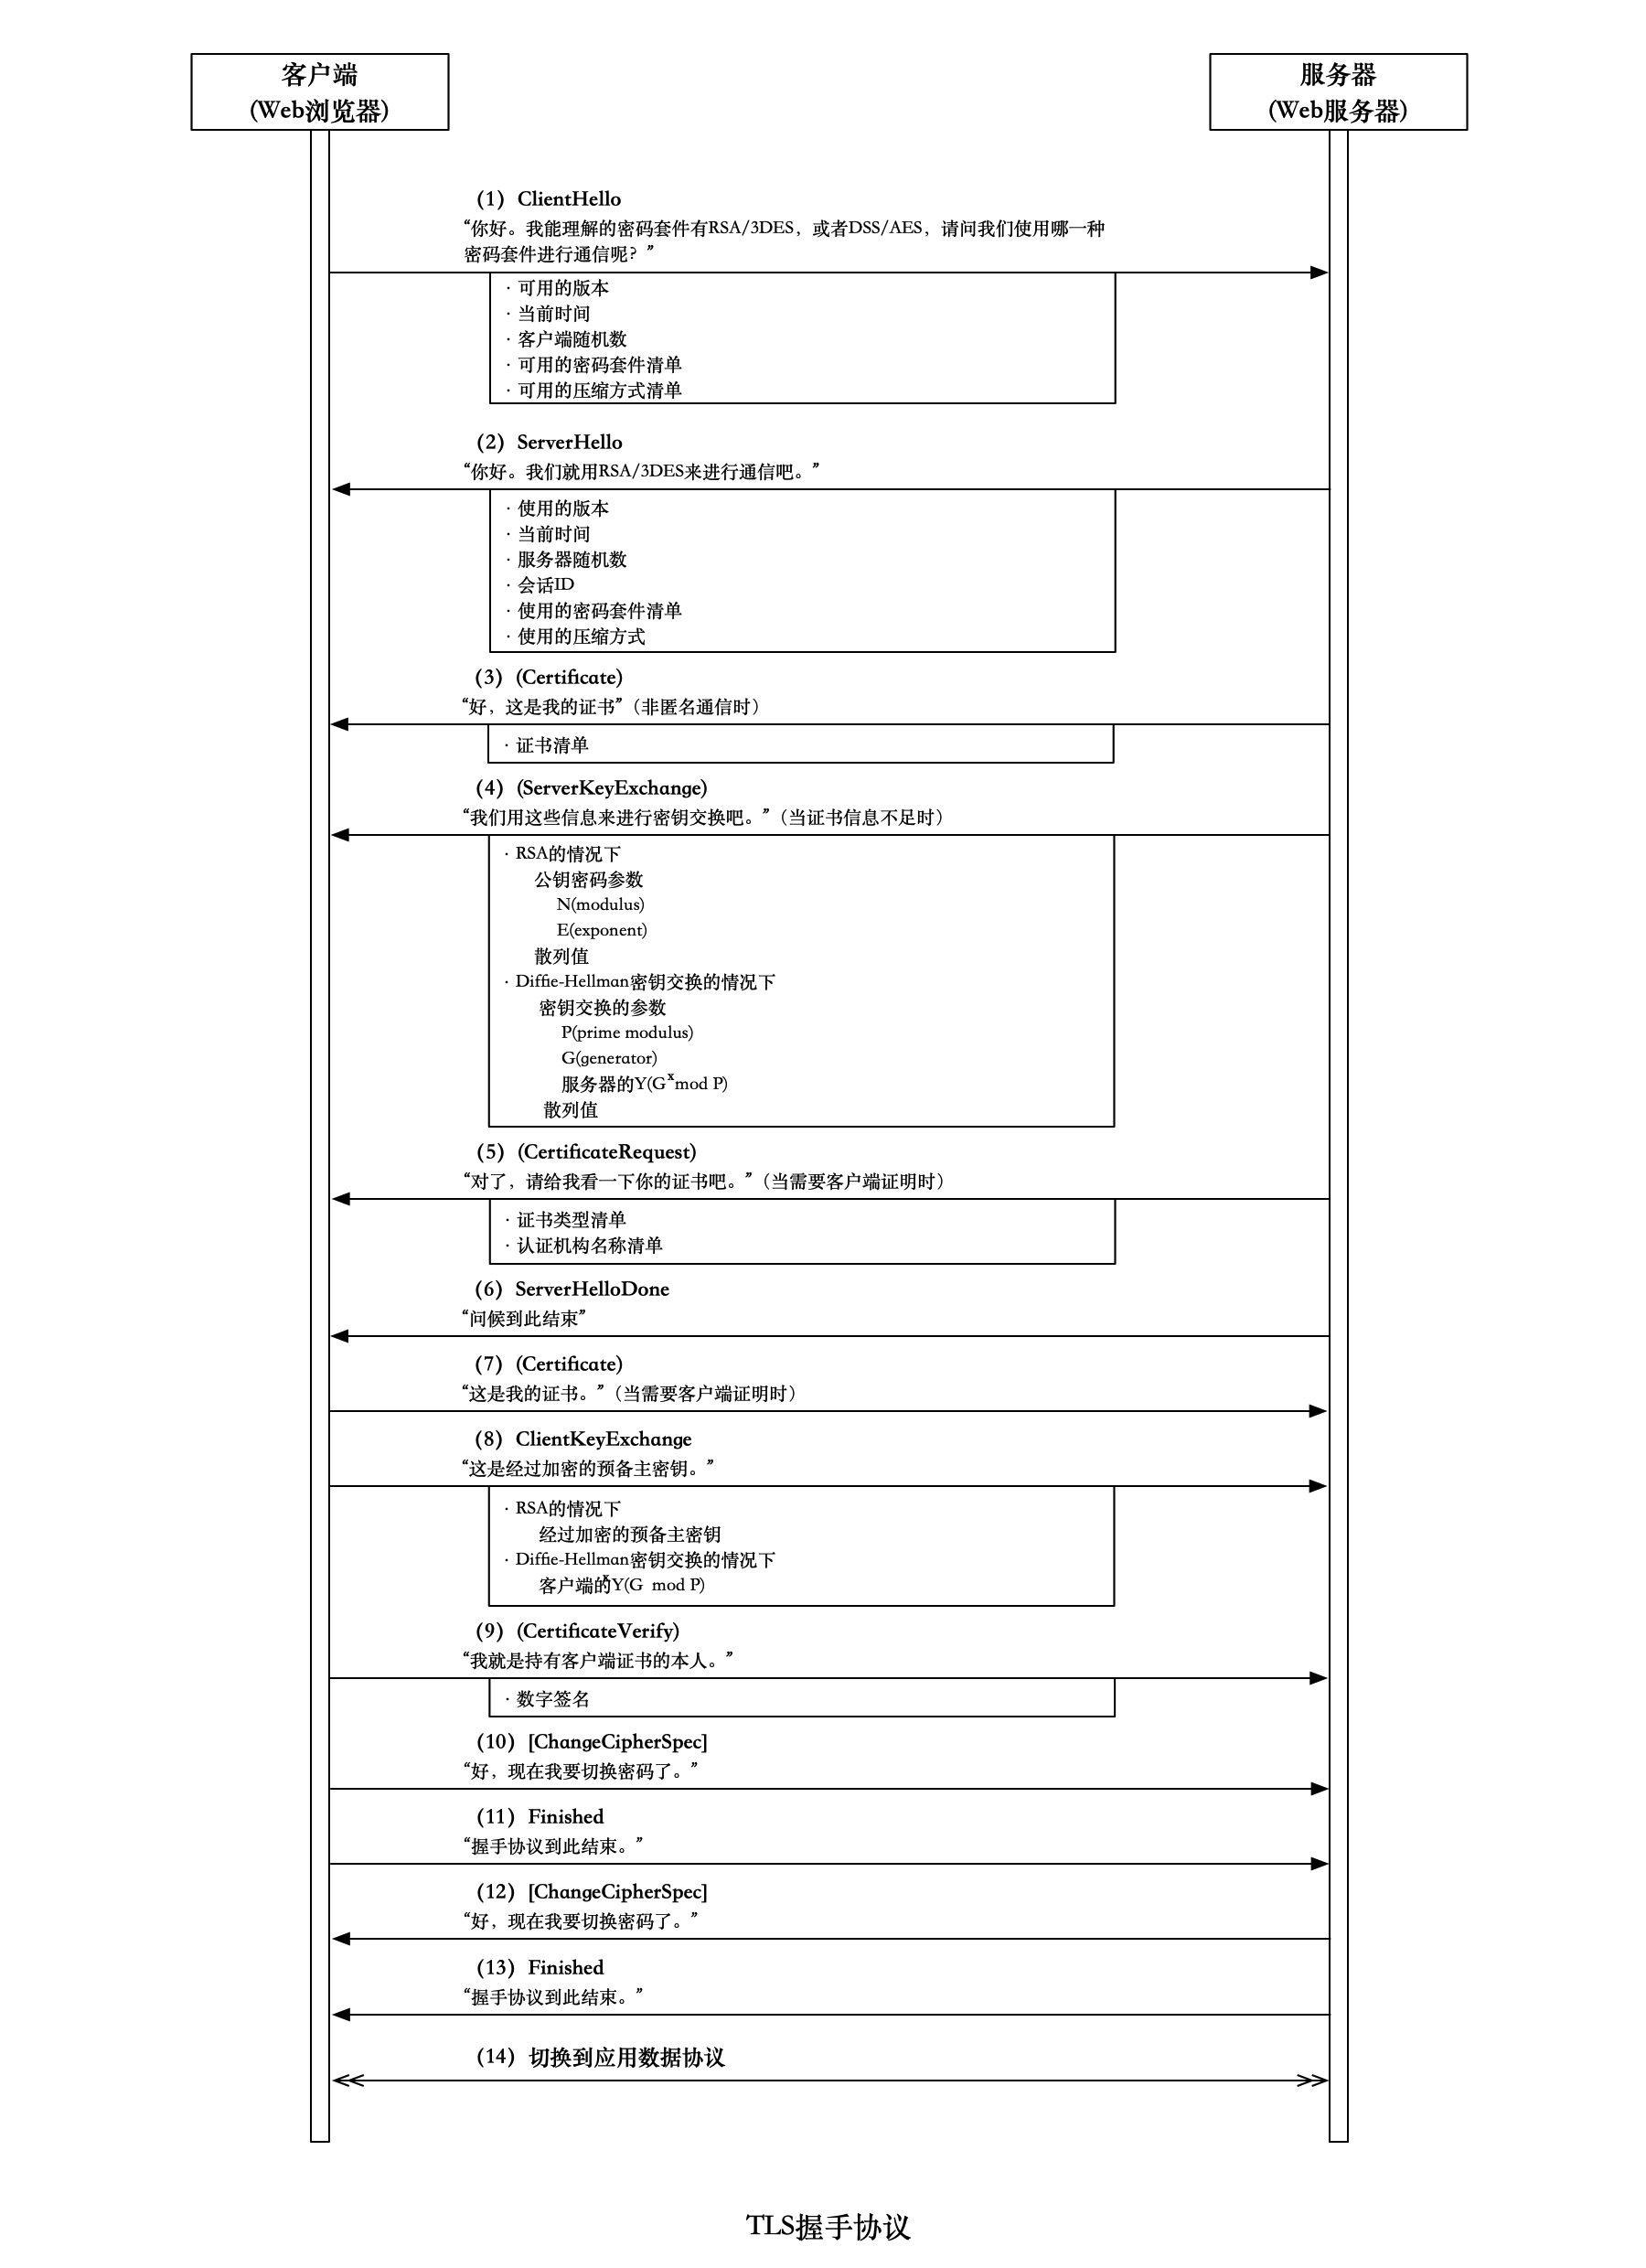 客户端
(Web浏览器)
服务器
(Web服务器)
（1）ClientHello
“你好。我能理解的密码套件有RSA/3DES，或者DSS/AES，请问我们使用哪一种
密码套件进行通信呢？”
· 可用的版本
· 当前时间
· 客户端随机数
· 可用的密码套件清单
· 可用的压缩方式清单
（2）ServerHello
“你好。我们就用RSA/3DES来进行通信吧。”
· 使用的版本
· 当前时间
· 服务器随机数
· 会话ID
· 使用的密码套件清单
· 使用的压缩方式
（3）(Certificate)
“好，这是我的证书”（非匿名通信时）
· 证书清单
（4）(ServerKeyExchange)
“我们用这些信息来进行密钥交换吧。”（当证书信息不足时）
· RSA的情况下
公钥密码参数
N(modulus)
E(exponent)
散列值
· Diffie-Hellman密钥交换的情况下
密钥交换的参数
P(prime modulus)
G(generator)
服务器的Y(G^x mod P)
散列值
（5）(CertificateRequest)
“对了，请给我看一下你的证书吧。”（当需要客户端证明时）
· 证书类型清单
· 认证机构名称清单
（6）ServerHelloDone
“问候到此结束”
（7）(Certificate)
“这是我的证书。”（当需要客户端证明时）
（8）ClientKeyExchange
“这是经过加密的预备主密钥。”
· RSA的情况下
经过加密的预备主密钥
· Diffie-Hellman密钥交换的情况下
客户端的xY(G mod P)
（9）(CertificateVerify)
“我就是持有客户端证书的本人。”
· 数字签名
（10）[ChangeCipherSpec]
“好，现在我要切换密码了。”
（11）Finished
“握手协议到此结束。”
（12）[ChangeCipherSpec]
“好，现在我要切换密码了。”
（13）Finished
“握手协议到此结束。”
（14）切换到应用数据协议
TLS握手协议